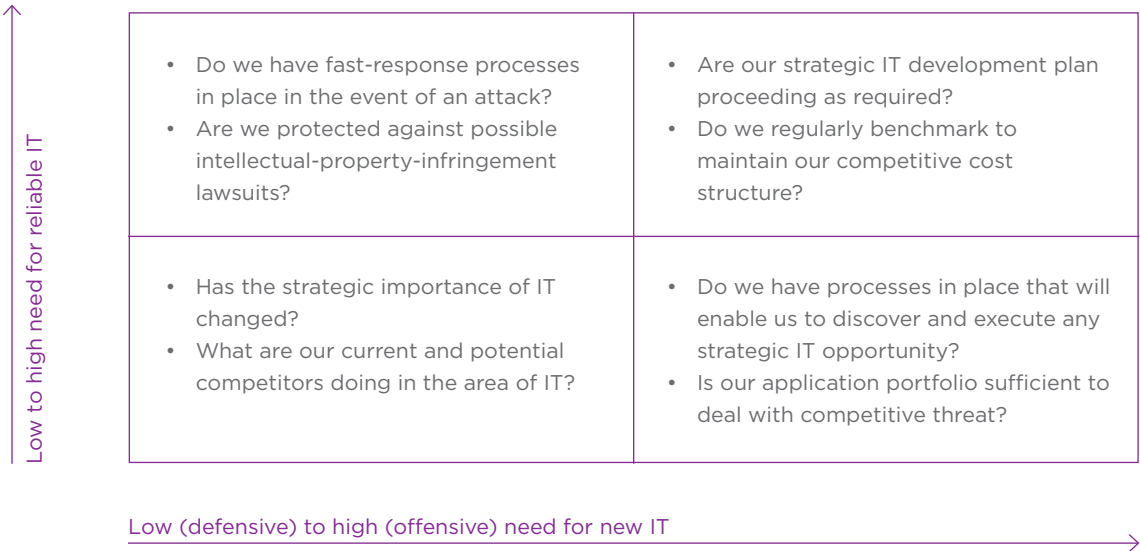 • Do we have fast-response processes
in place in the event of an attack?
• Are we protected against possible
intellectual-property-infringement
lawsuits?
• Are our strategic IT development plan
proceeding as required?
• Do we regularly benchmark to
maintain our competitive cost
structure?
Low to high need for reliable IT
• Has the strategic importance of IT
changed?
• What are our current and potential
competitors doing in the area of IT?
• Do we have processes in place that will
enable us to discover and execute any
strategic IT opportunity?
• Is our application portfolio sufficient to
deal with competitive threat?
Low (defensive) to high (offensive) need for new IT